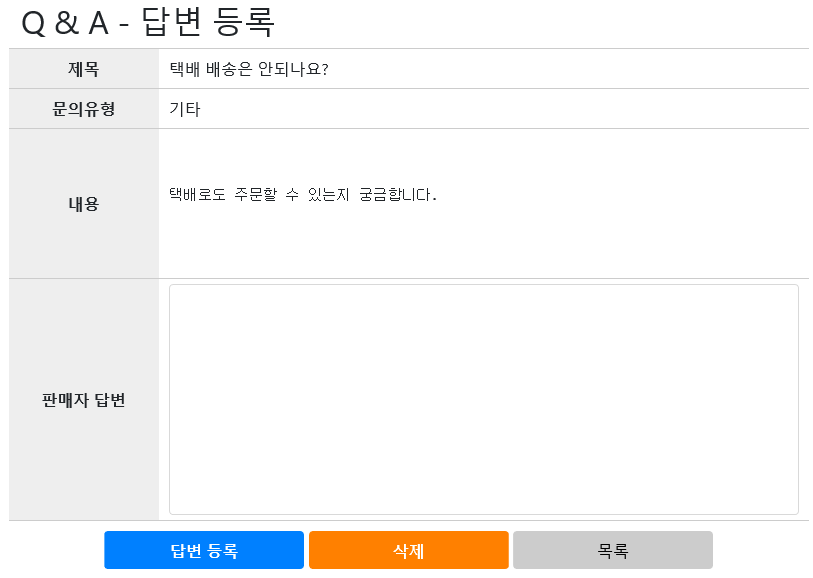 Q & A - 답변 등록
제목 택배 배송은 안되나요?
문의유형 기타
내용 택배로도 주문할 수 있는지 궁금합니다.
판매자 답변
답변 등록 삭제 목록